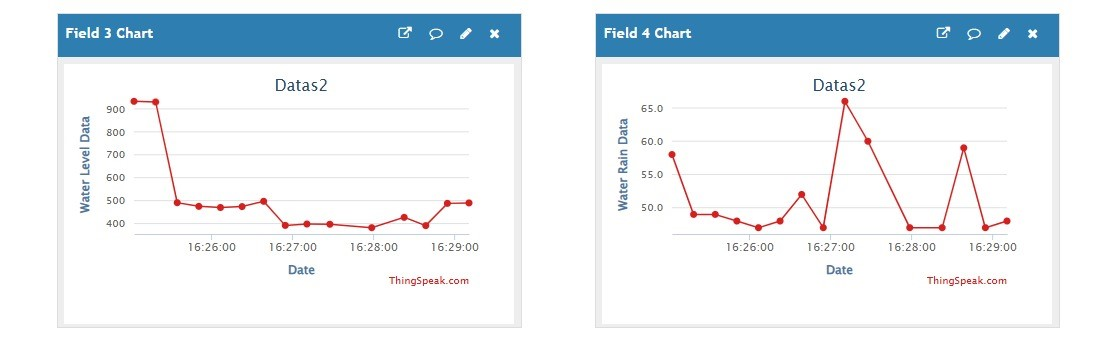 Field 3 Chart
Datas2
Water Level Data
900
800
700
600
500
400
16:26:00 16:27:00 16:28:00 16:29:00
Date
ThingSpeak.com
Field 4 Chart
Datas2
Water Rain Data
65.0
60.0
55.0
50.0
16:26:00 16:27:00 16:28:00 16:29:00
Date
ThingSpeak.com